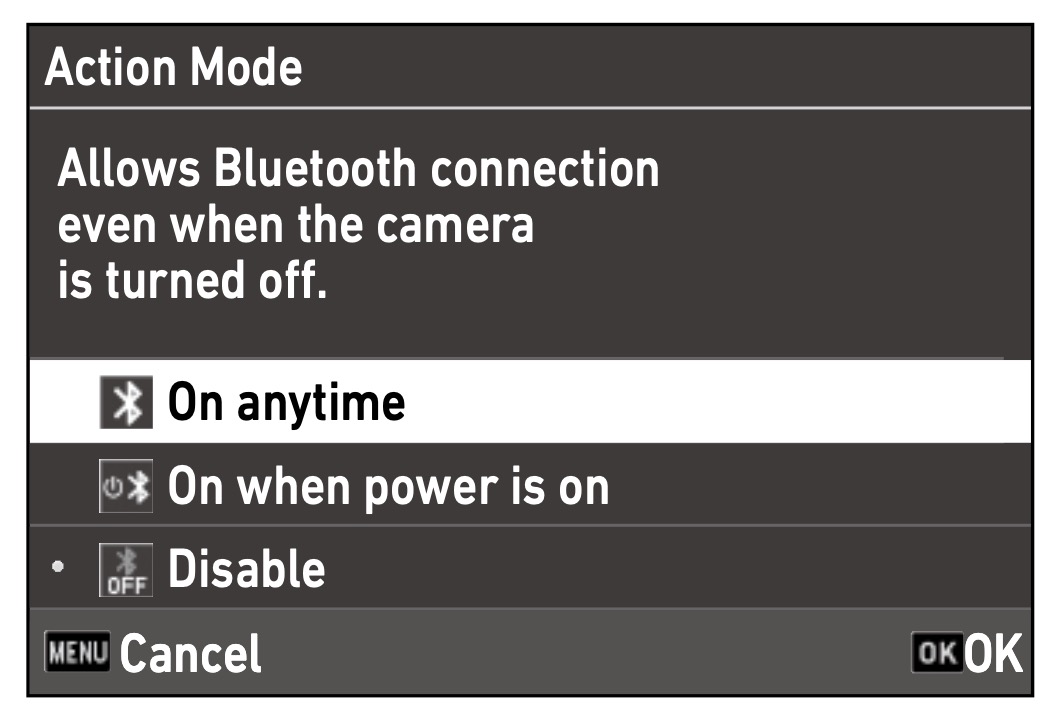 Action Mode
Allows Bluetooth connection
even when the camera
is turned off.
On anytime
On when power is on
OFF Disable
MENU Cancel
OK OK